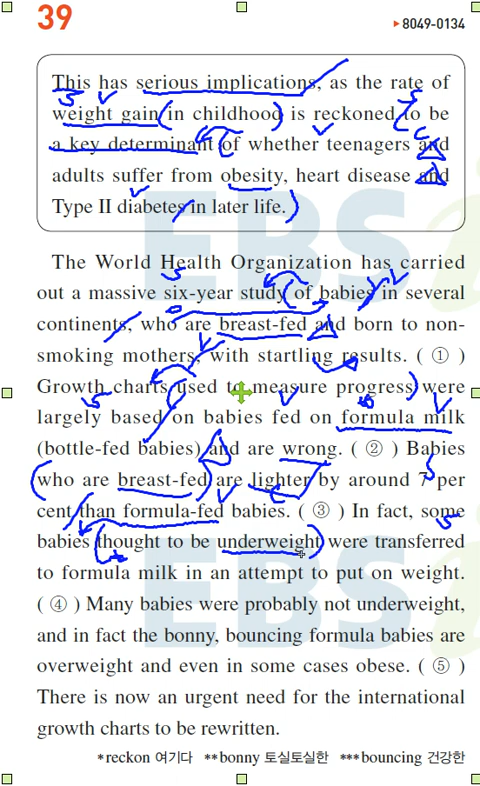 39
▸8049-0134
This has serious implications, as the rate of
weight gain in childhood is reckoned to be
a key determinant of whether teenagers and
adults suffer from obesity, heart disease and
Type II diabetes in later life.
The World Health Organization has carried
out a massive six-year study of babies in several
continents, who are breast-fed and born to non-
smoking mothers, with startling results. ( ① )
Growth charts used to measure progress were
largely based on babies fed on formula milk
(bottle-fed babies) and are wrong. ( ② ) Babies
who are breast-fed are lighter by around 7 per
cent than formula-fed babies. ( ③ ) In fact, some
babies thought to be underweight were transferred
to formula milk in an attempt to put on weight.
( ④ ) Many babies were probably not underweight,
and in fact the bonny, bouncing formula babies are
overweight and even in some cases obese. ( ⑤ )
There is now an urgent need for the international
growth charts to be rewritten.
*reckon 여기다 **bonny 토실토실한 ***bouncing 건강한